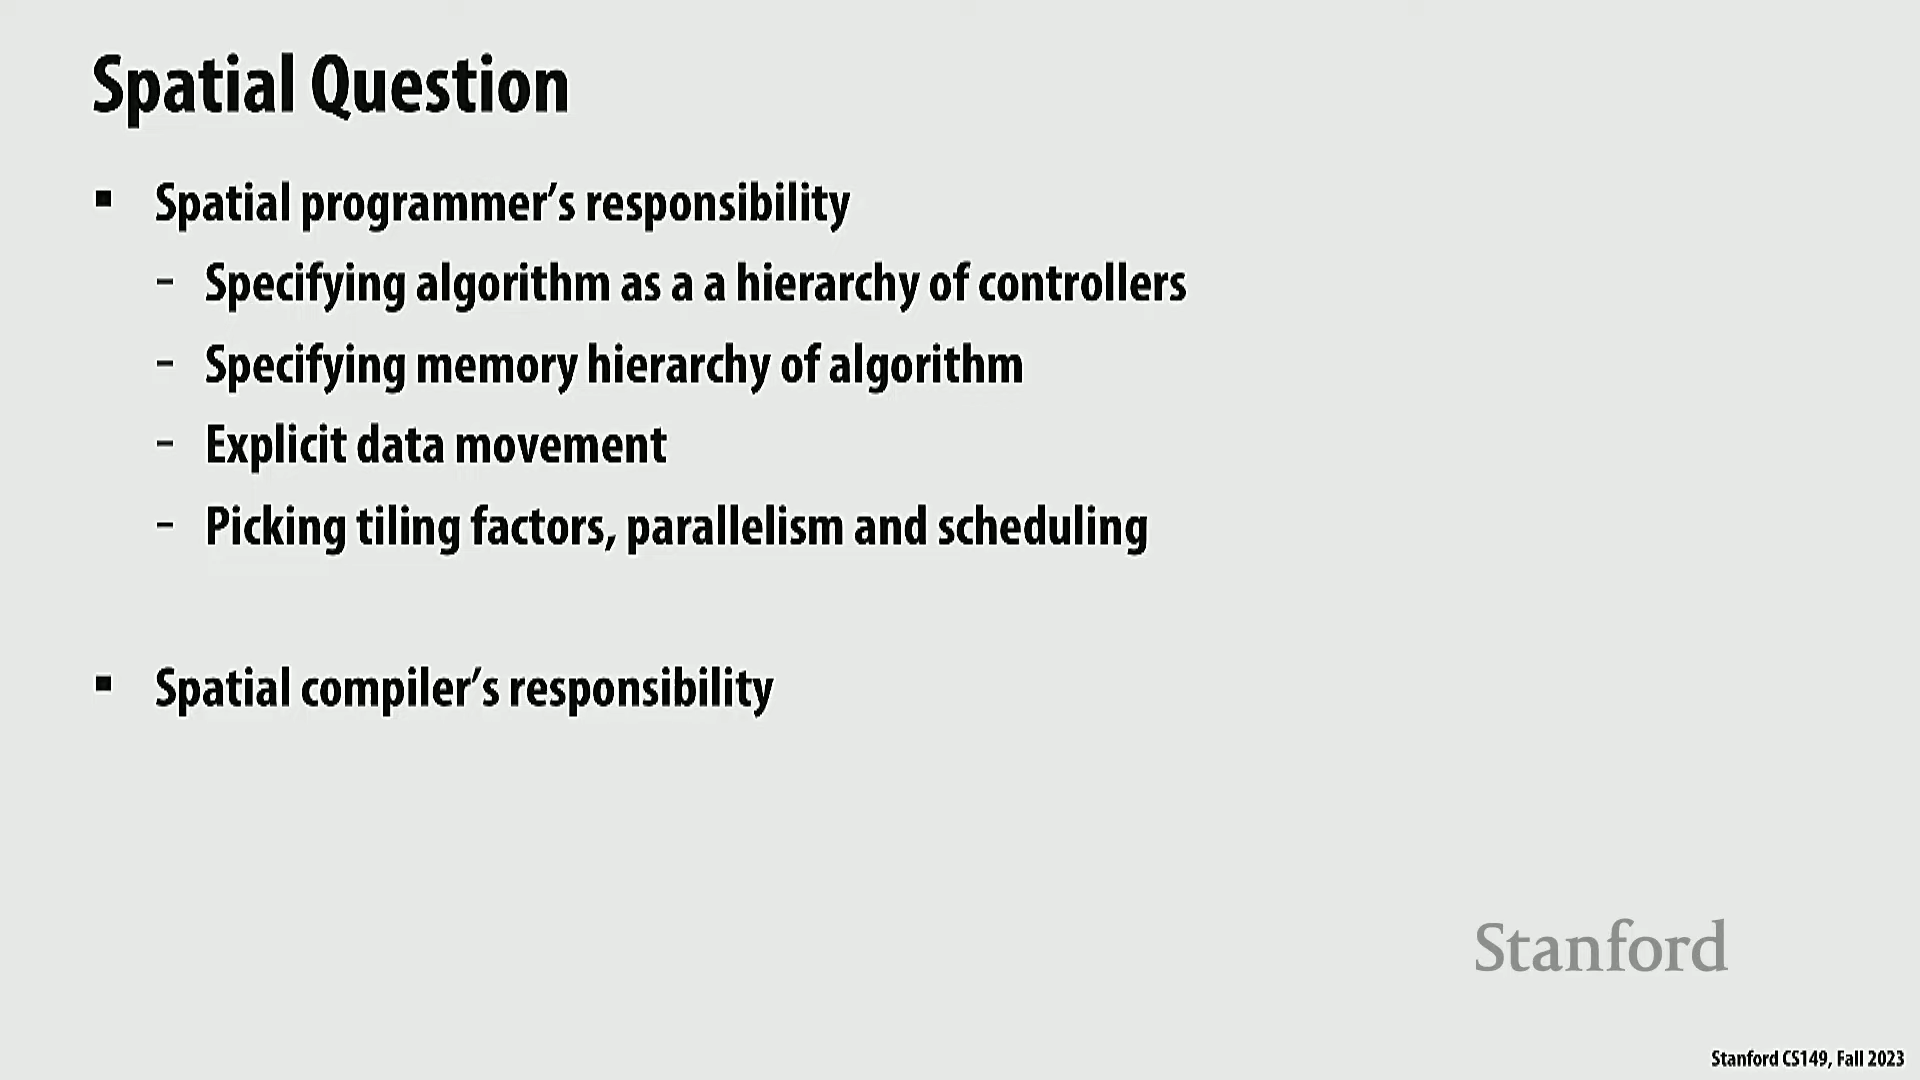 Spatial Question
▪ Spatial programmer’s responsibility
– Specifying algorithm as a a hierarchy of controllers
– Specifying memory hierarchy of algorithm
– Explicit data movement
– Picking tiling factors, parallelism and scheduling
▪ Spatial compiler’s responsibility
Stanford
Stanford CS149, Fall 2023